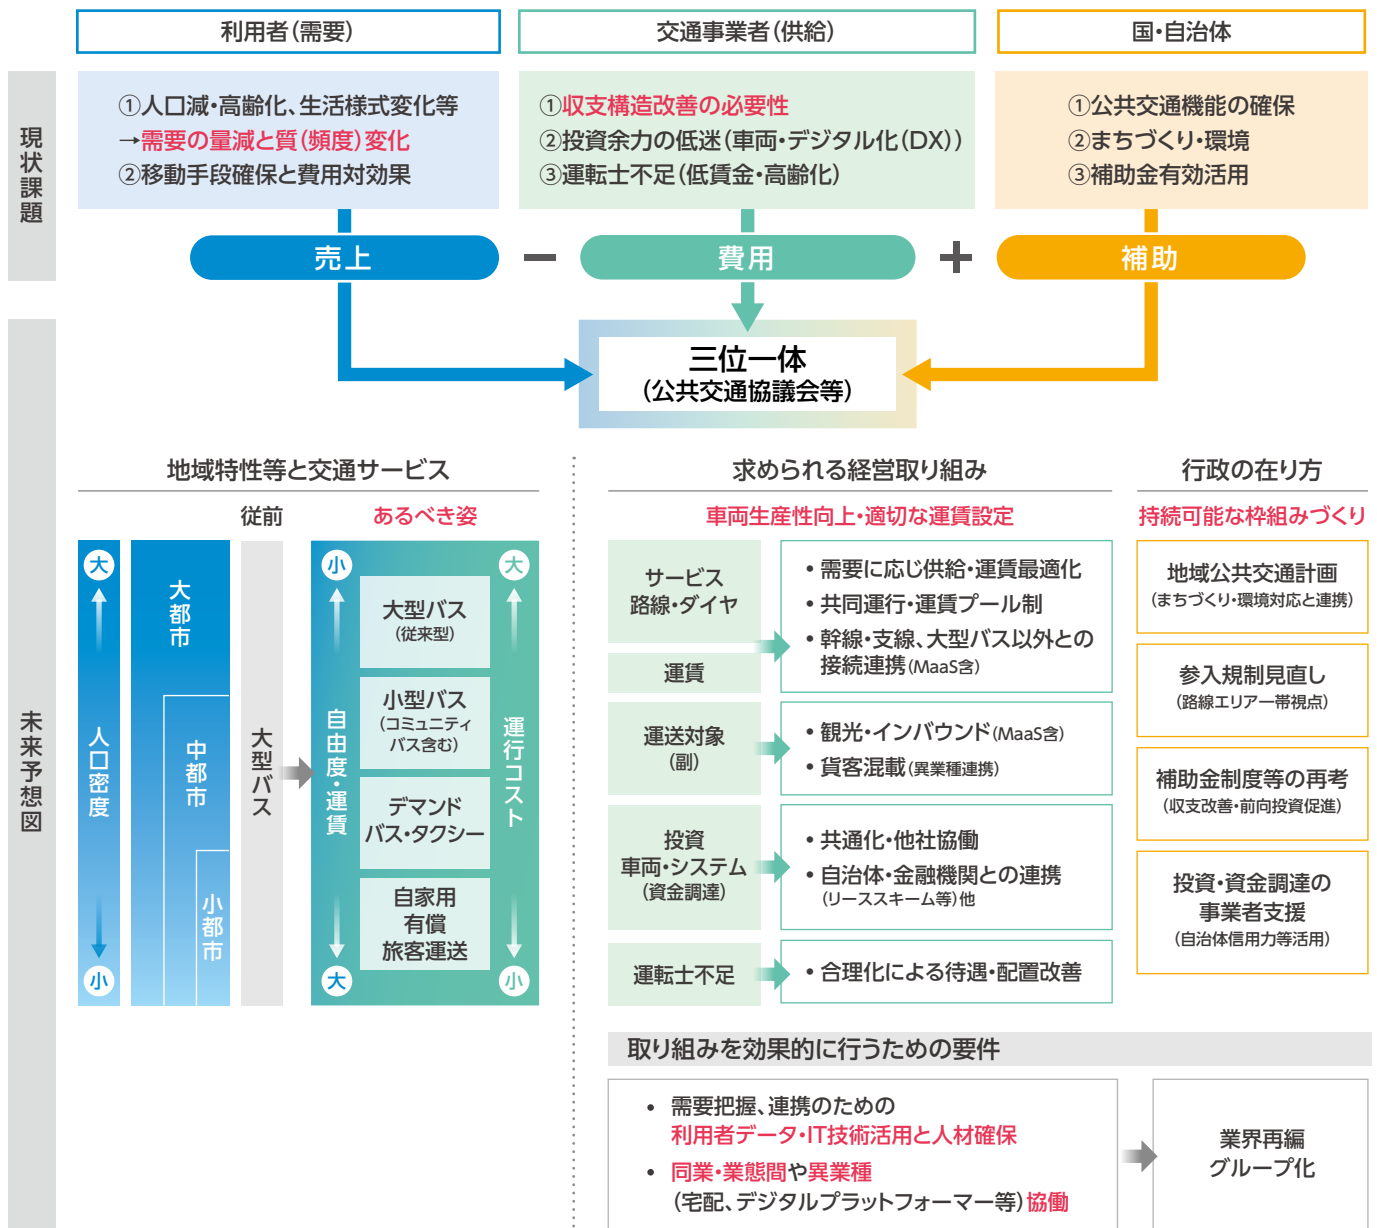 利用者(需要)
交通事業者(供給)
国・自治体
現状課題
①人口減・高齢化、生活様式変化等
→需要の量減と質(頻度)変化
②移動手段確保と費用対効果
①収支構造改善の必要性
②投資余力の低迷(車両・デジタル化(DX))
③運転士不足(低賃金・高齢化)
①公共交通機能の確保
②まちづくり・環境
③補助金有効活用
売上
−
費用
+
補助
三位一体
(公共交通協議会等)
未来予想図
地域特性等と交通サービス
従前
あるべき姿
大
人口密度
小
大都市
中都市
小都市
大型バス
小
自由度・運賃
大
大型バス
(従来型)
小型バス
(コミュニティ
バス含む)
デマンド
バス・タクシー
自家用
有償
旅客運送
大
運行コスト
小
求められる経営取り組み
車両生産性向上・適切な運賃設定
サービス
路線・ダイヤ
運賃
• 需要に応じ供給・運賃最適化
• 共同運行・運賃プール制
• 幹線・支線、大型バス以外との
接続連携(MaaS含)
運送対象
(副)
• 観光・インバウンド(MaaS含)
• 貨客混載(異業種連携)
投資
車両・システム
(資金調達)
• 共通化・他社協働
• 自治体・金融機関との連携
(リーススキーム等)他
運転士不足
• 合理化による待遇・配置改善
行政の在り方
持続可能な枠組みづくり
地域公共交通計画
(まちづくり・環境対応と連携)
参入規制見直し
(路線エリア一帯視点)
補助金制度等の再考
(収支改善・前向投資促進)
投資・資金調達の
事業者支援
(自治体信用力等活用)
取り組みを効果的に行うための要件
• 需要把握、連携のための
利用者データ・IT技術活用と人材確保
• 同業・業態間や異業種
(宅配、デジタルプラットフォーマー等)協働
業界再編
グループ化